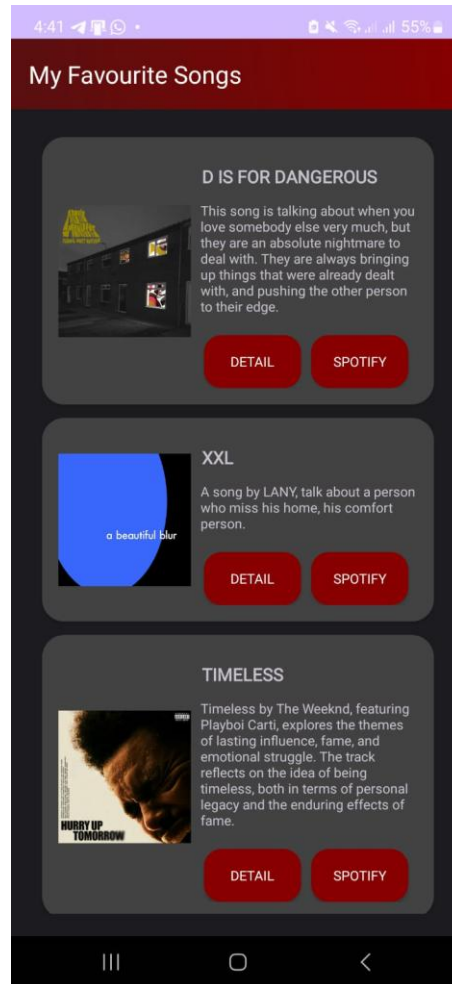 4:41
55%
My Favourite Songs
D IS FOR DANGEROUS
This song is talking about when you
love somebody else very much, but
they are an absolute nightmare to
deal with. They are always bringing
up things that were already dealt
with, and pushing the other person
to their edge.
DETAIL SPOTIFY
XXL
a beautiful blur
A song by LANY, talk about a person
who miss his home, his comfort
person.
DETAIL SPOTIFY
TIMELESS
Timeless by The Weeknd, featuring
Playboi Carti, explores the themes
of lasting influence, fame, and
emotional struggle. The track
reflects on the idea of being
timeless, both in terms of personal
legacy and the enduring effects of
fame.
HURRY UP
TOMORROW
DETAIL SPOTIFY